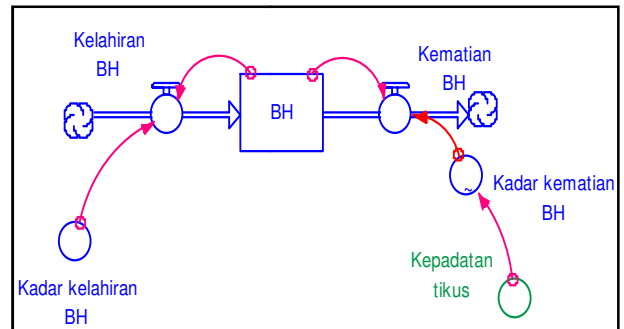 Kelahiran
BH
Kematian
BH
BH
Kadar kematian
BH
~
Kepadatan
tikus
Kadar kelahiran
BH